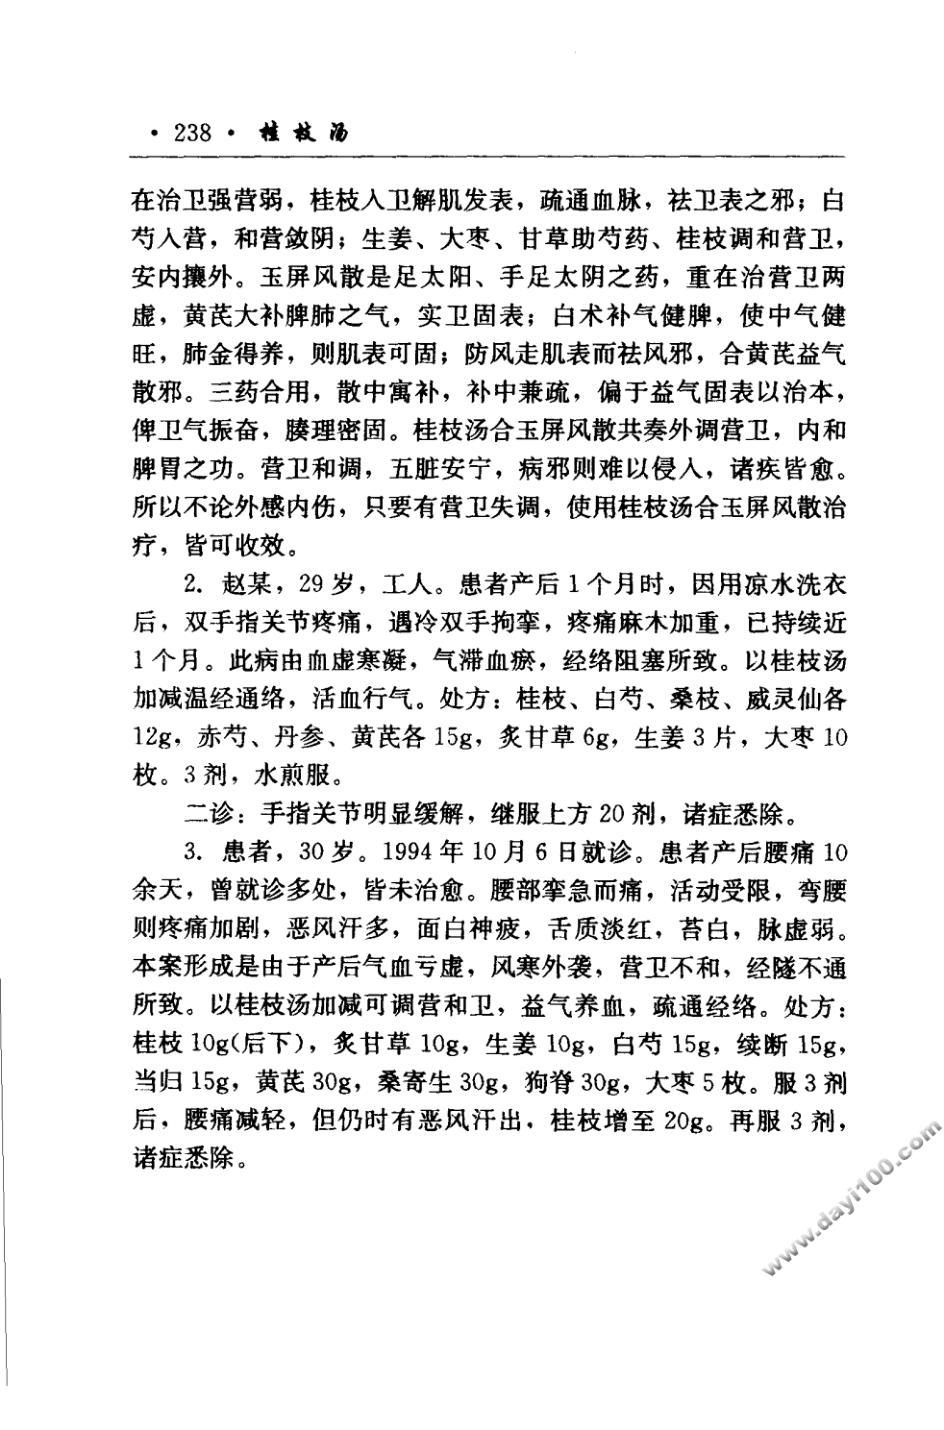 · 238 · 桂枝汤
在治卫强营弱，桂枝入卫解肌发表，疏通血脉，祛卫表之邪；白
芍入营，和营敛阴；生姜、大枣、甘草助芍药、桂枝调和营卫，
安内攘外。玉屏风散是足太阳、手足太阴之药，重在治营卫两
虚，黄芪大补脾肺之气，实卫固表；白术补气健脾，使中气健
旺，肺金得养，则肌表可固；防风走肌表而祛风邪，合黄芪益气
散邪。三药合用，散中寓补，补中兼疏，偏于益气固表以治本，
俾卫气振奋，腠理密固。桂枝汤合玉屏风散共奏外调营卫，内和
脾胃之功。营卫和调，五脏安宁，病邪则难以侵入，诸疾皆愈。
所以不论外感内伤，只要有营卫失调，使用桂枝汤合玉屏风散治
疗，皆可收效。
2. 赵某，29 岁，工人。患者产后 1 个月时，因用凉水洗衣
后，双手指关节疼痛，遇冷双手拘挛，疼痛麻木加重，已持续近
1 个月。此病由血虚寒凝，气滞血瘀，经络阻塞所致。以桂枝汤
加减温经通络，活血行气。处方：桂枝、白芍、桑枝、威灵仙各
12g，赤芍、丹参、黄芪各 15g，炙甘草 6g，生姜 3 片，大枣 10
枚。3 剂，水煎服。
二诊：手指关节明显缓解，继服上方 20 剂，诸症悉除。
3. 患者，30 岁。1994 年 10 月 6 日就诊。患者产后腰痛 10
余天，曾就诊多处，皆未治愈。腰部挛急而痛，活动受限，弯腰
则疼痛加剧，恶风汗多，面白神疲，舌质淡红，苔白，脉虚弱。
本案形成是由于产后气血亏虚，风寒外袭，营卫不和，经隧不通
所致。以桂枝汤加减可调营和卫，益气养血，疏通经络。处方：
桂枝 10g(后下)，炙甘草 10g，生姜 10g，白芍 15g，续断 15g，
当归 15g，黄芪 30g，桑寄生 30g，狗脊 30g，大枣 5 枚。服 3 剂
后，腰痛减轻，但仍时有恶风汗出，桂枝增至 20g。再服 3 剂，
诸症悉除。
www.dayi100.com